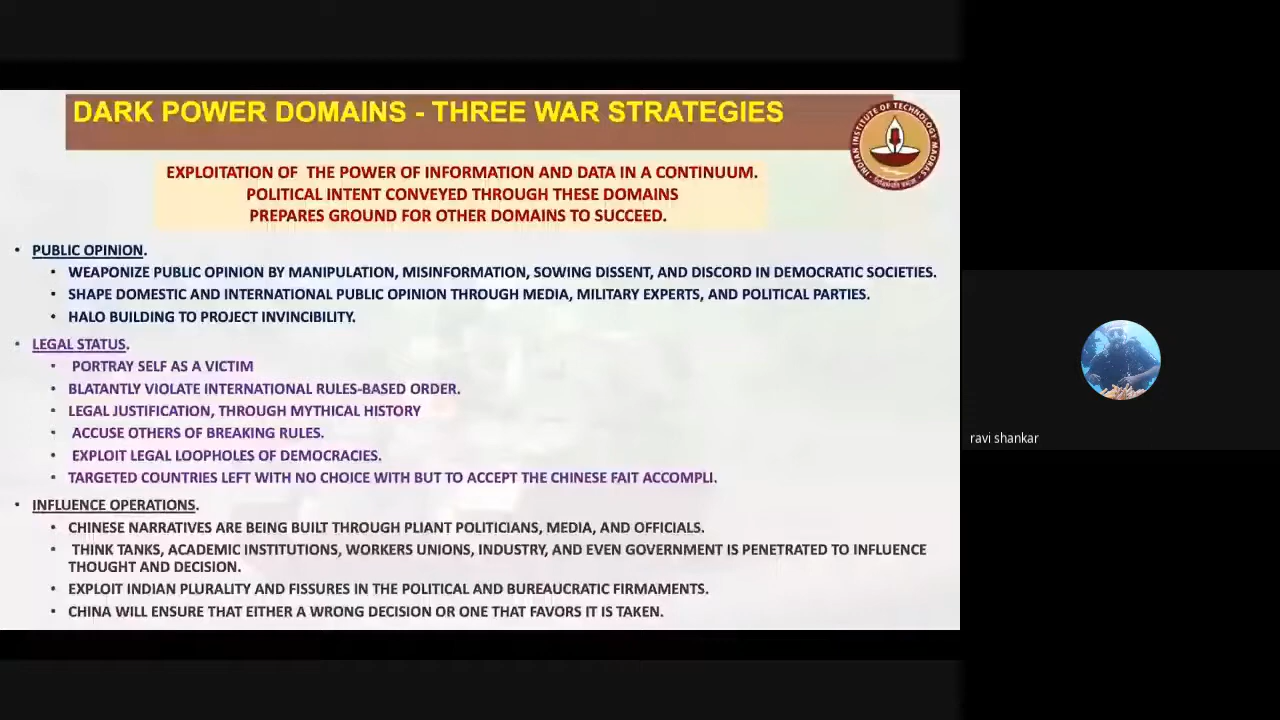 DARK POWER DOMAINS - THREE WAR STRATEGIES
INDIAN INSTITUTE OF TECHNOLOGY MADRAS
EXPLOITATION OF THE POWER OF INFORMATION AND DATA IN A CONTINUUM.
POLITICAL INTENT CONVEYED THROUGH THESE DOMAINS
PREPARES GROUND FOR OTHER DOMAINS TO SUCCEED.
• PUBLIC OPINION.
• WEAPONIZE PUBLIC OPINION BY MANIPULATION, MISINFORMATION, SOWING DISSENT, AND DISCORD IN DEMOCRATIC SOCIETIES.
• SHAPE DOMESTIC AND INTERNATIONAL PUBLIC OPINION THROUGH MEDIA, MILITARY EXPERTS, AND POLITICAL PARTIES.
• HALO BUILDING TO PROJECT INVINCIBILITY.
• LEGAL STATUS.
• PORTRAY SELF AS A VICTIM
• BLATANTLY VIOLATE INTERNATIONAL RULES-BASED ORDER.
• LEGAL JUSTIFICATION, THROUGH MYTHICAL HISTORY
• ACCUSE OTHERS OF BREAKING RULES.
• EXPLOIT LEGAL LOOPHOLES OF DEMOCRACIES.
• TARGETED COUNTRIES LEFT WITH NO CHOICE WITH BUT TO ACCEPT THE CHINESE FAIT ACCOMPLI.
• INFLUENCE OPERATIONS.
• CHINESE NARRATIVES ARE BEING BUILT THROUGH PLIANT POLITICIANS, MEDIA, AND OFFICIALS.
• THINK TANKS, ACADEMIC INSTITUTIONS, WORKERS UNIONS, INDUSTRY, AND EVEN GOVERNMENT IS PENETRATED TO INFLUENCE
THOUGHT AND DECISION.
• EXPLOIT INDIAN PLURALITY AND FISSURES IN THE POLITICAL AND BUREAUCRATIC FIRMAMENTS.
• CHINA WILL ENSURE THAT EITHER A WRONG DECISION OR ONE THAT FAVORS IT IS TAKEN.
ravi shankar